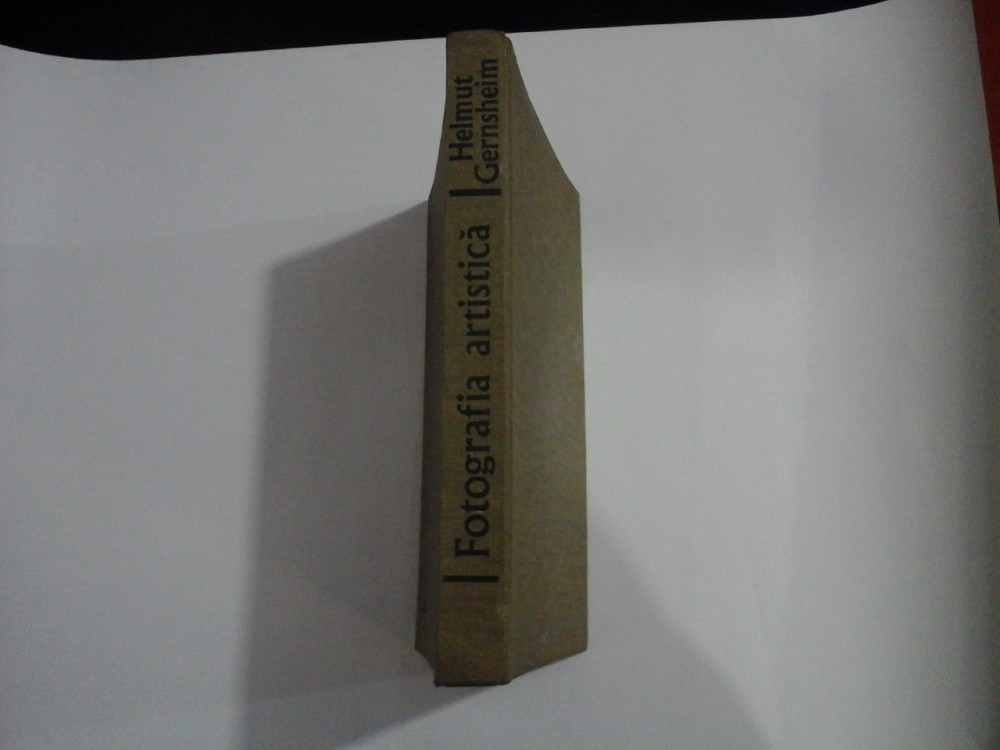 Fotografia artistică
Helmut
Gernsheim